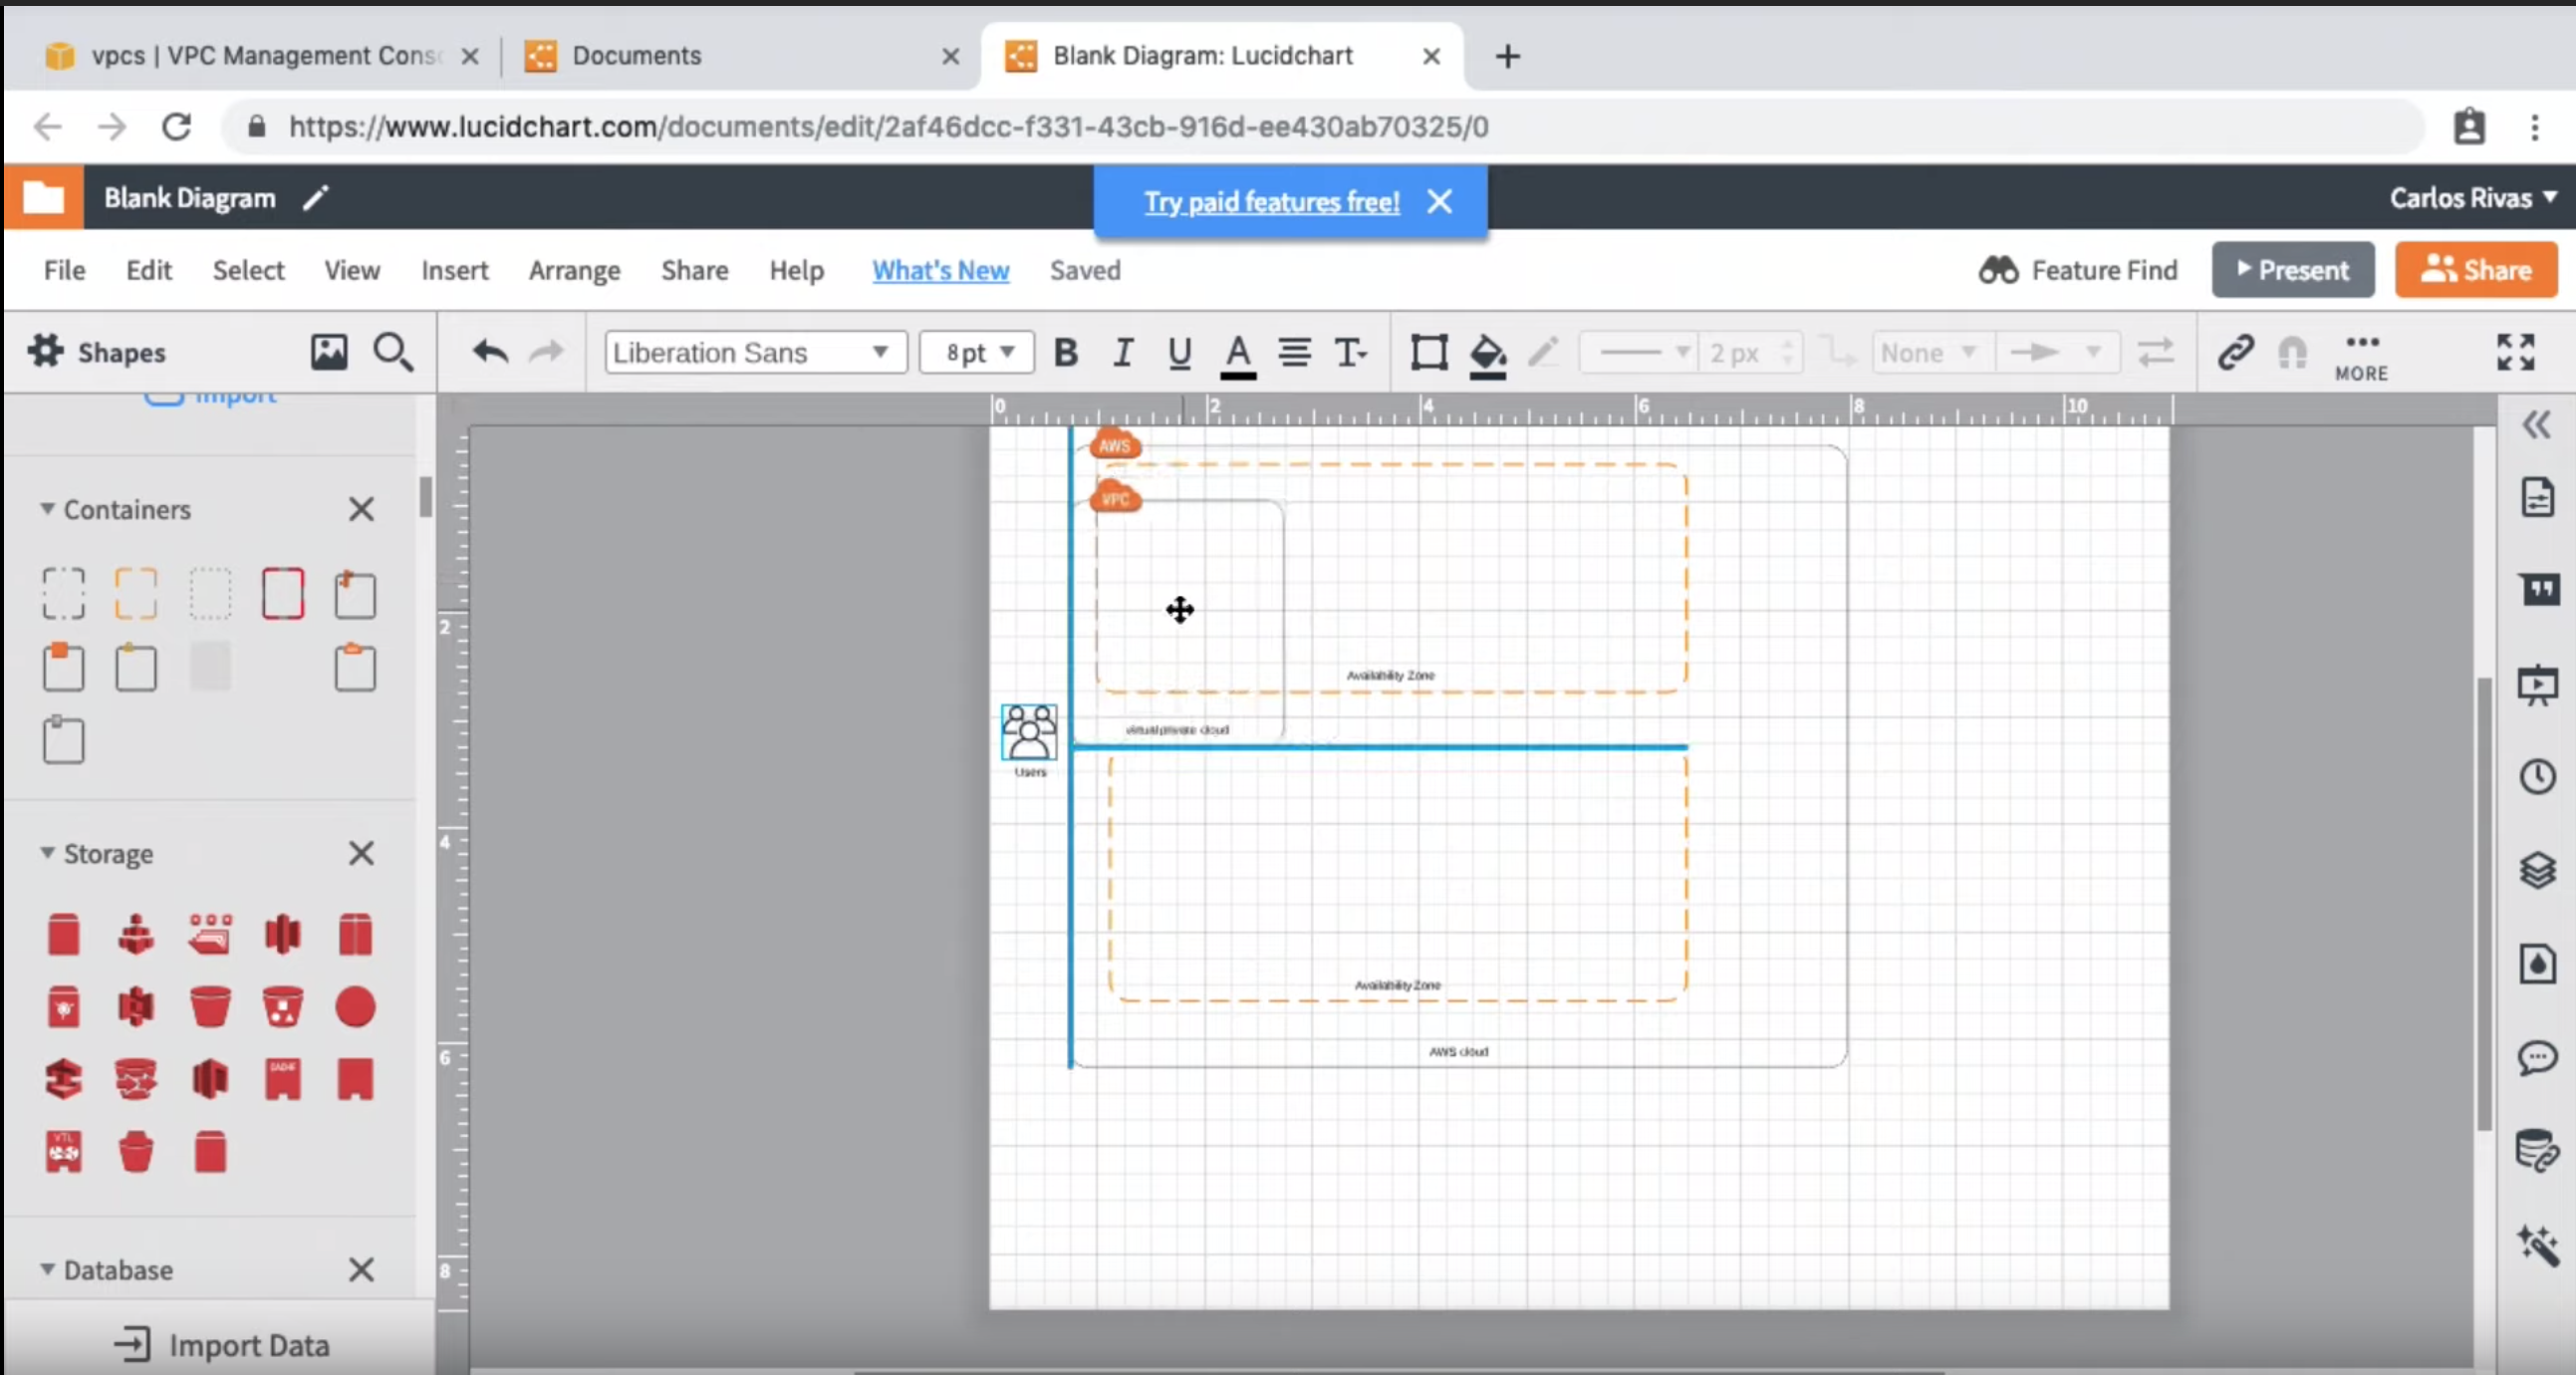 vpcs | VPC Management Cons
Documents
Blank Diagram: Lucidchart
https://www.lucidchart.com/documents/edit/2af46dcc-f331-43cb-916d-ee430ab70325/0
Blank Diagram
Try paid features free!
Carlos Rivas
File Edit Select View Insert Arrange Share Help What's New Saved
Feature Find
Present
Share
Shapes
Liberation Sans
8 pt
B I U A T
2 px
None
MORE
Import
0 2 4 6 8 10
Containers
AWS
VPC
2
Availability Zone
virtual private cloud
Users
4
Storage
Availability Zone
6
AWS cloud
CACHE
VTL
8
Database
Import Data